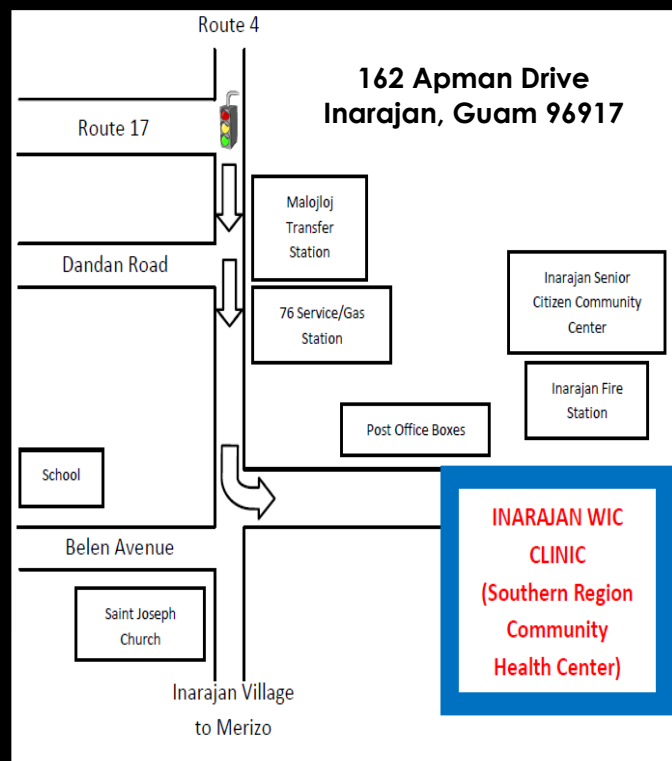 Route 4
162 Apman Drive
Inarajan, Guam 96917
Route 17
Malojloj
Transfer
Station
Dandan Road
Inarajan Senior
Citizen Community
Center
76 Service/Gas
Station
Inarajan Fire
Station
Post Office Boxes
School
INARAJAN WIC
CLINIC
(Southern Region
Community
Health Center)
Belen Avenue
Saint Joseph
Church
Inarajan Village
to Merizo